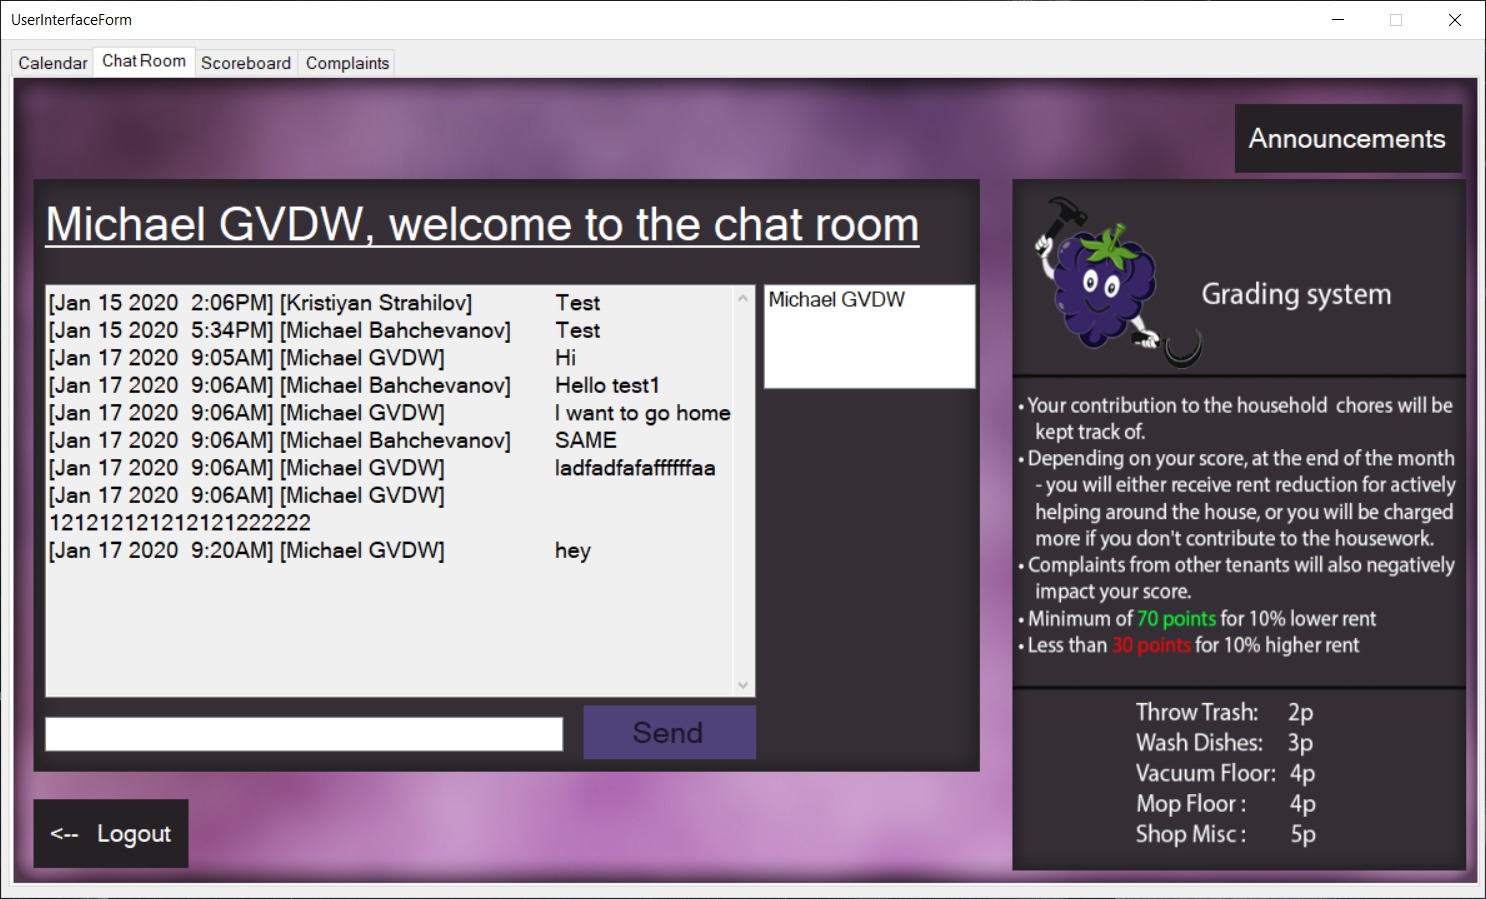 UserInterfaceForm
Calendar Chat Room Scoreboard Complaints
Announcements
Michael GVDW, welcome to the chat room
[Jan 15 2020  2:06PM] [Kristiyan Strahilov] Test
[Jan 15 2020  5:34PM] [Michael Bahchevanov] Test
[Jan 17 2020  9:05AM] [Michael GVDW] Hi
[Jan 17 2020  9:06AM] [Michael Bahchevanov] Hello test1
[Jan 17 2020  9:06AM] [Michael GVDW] I want to go home
[Jan 17 2020  9:06AM] [Michael Bahchevanov] SAME
[Jan 17 2020  9:06AM] [Michael GVDW] ladfadfafaffffffaa
[Jan 17 2020  9:06AM] [Michael GVDW]
121212121212121222222
[Jan 17 2020  9:20AM] [Michael GVDW] hey
Michael GVDW
Send
<-- Logout
Grading system
• Your contribution to the household chores will be
kept track of.
• Depending on your score, at the end of the month
- you will either receive rent reduction for actively
helping around the house, or you will be charged
more if you don't contribute to the housework.
• Complaints from other tenants will also negatively
impact your score.
• Minimum of 70 points for 10% lower rent
• Less than 30 points for 10% higher rent
Throw Trash: 2p
Wash Dishes: 3p
Vacuum Floor: 4p
Mop Floor : 4p
Shop Misc : 5p